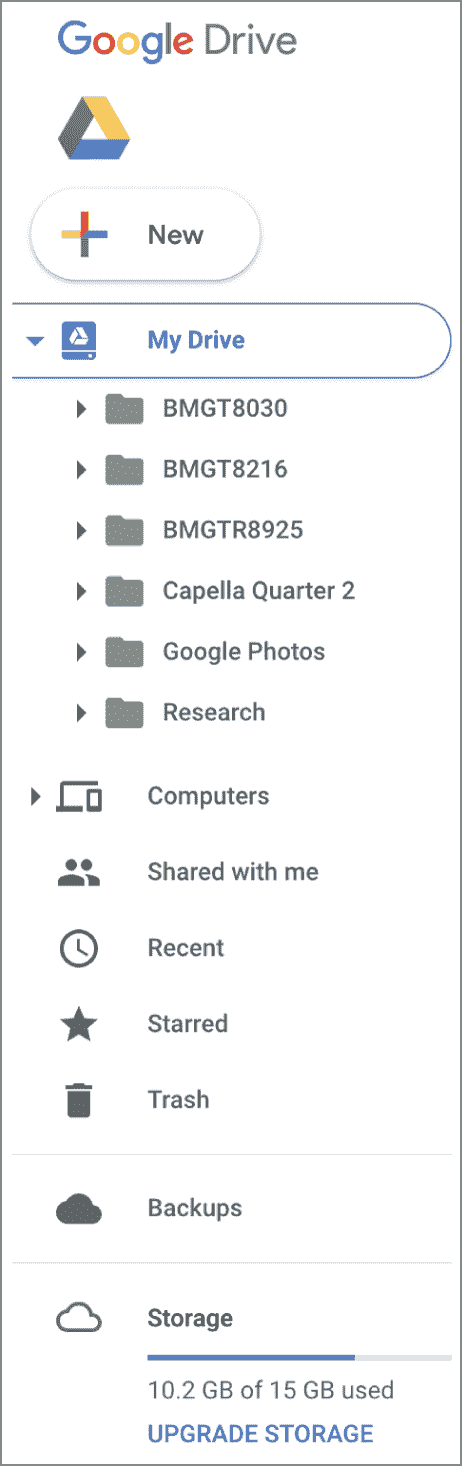 Google Drive
New
My Drive
BMGT8030
BMGT8216
BMGTR8925
Capella Quarter 2
Google Photos
Research
Computers
Shared with me
Recent
Starred
Trash
Backups
Storage
10.2 GB of 15 GB used
UPGRADE STORAGE